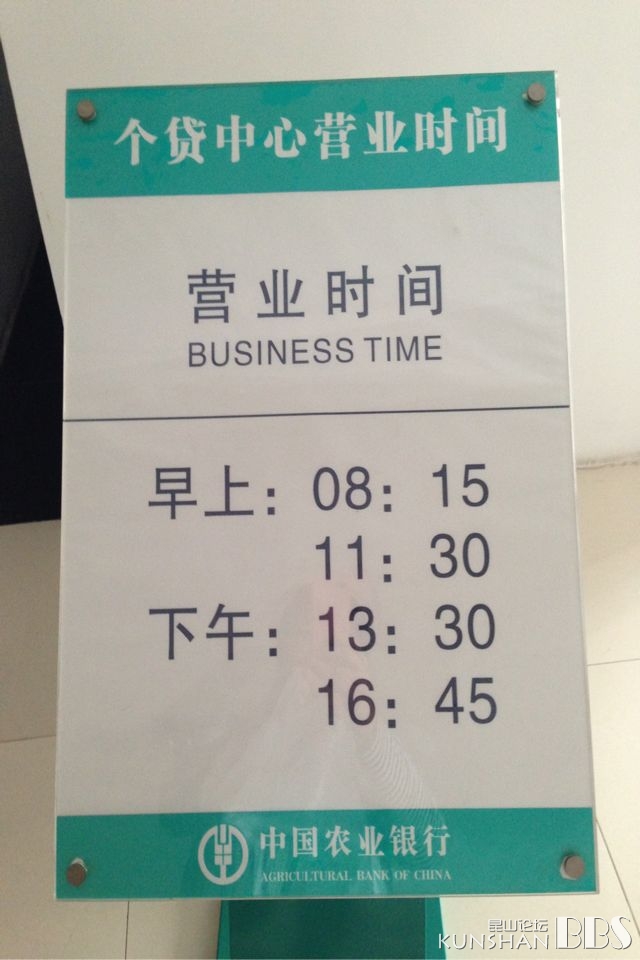 个贷中心营业时间
营业时间
BUSINESS TIME
早上：08：15
11：30
下午：13：30
16：45
中国农业银行
AGRICULTURAL BANK OF CHINA
昆山论坛
KUNSHAN BBS